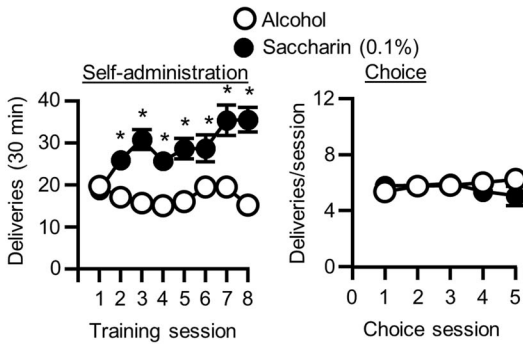 Alcohol
Saccharin (0.1%)
Self-administration
Deliveries (30 min)
40
30
20
10
0
* * * * * * *
1 2 3 4 5 6 7 8
Training session
Choice
Deliveries/session
12
8
4
0
0 1 2 3 4 5
Choice session